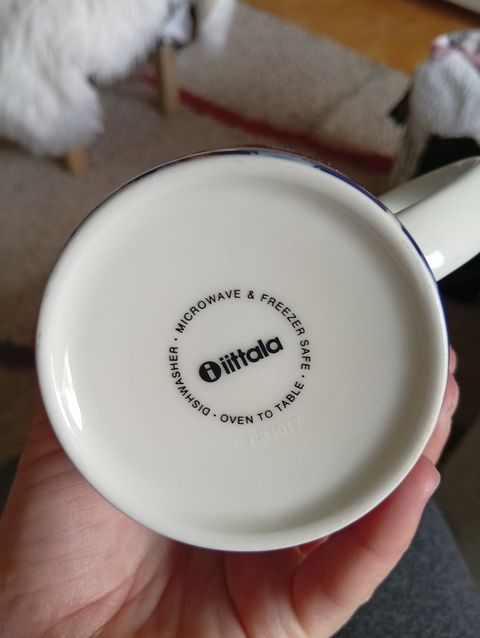 DISHWASHER · MICROWAVE & FREEZER SAFE · OVEN TO TABLE ·
i iittala